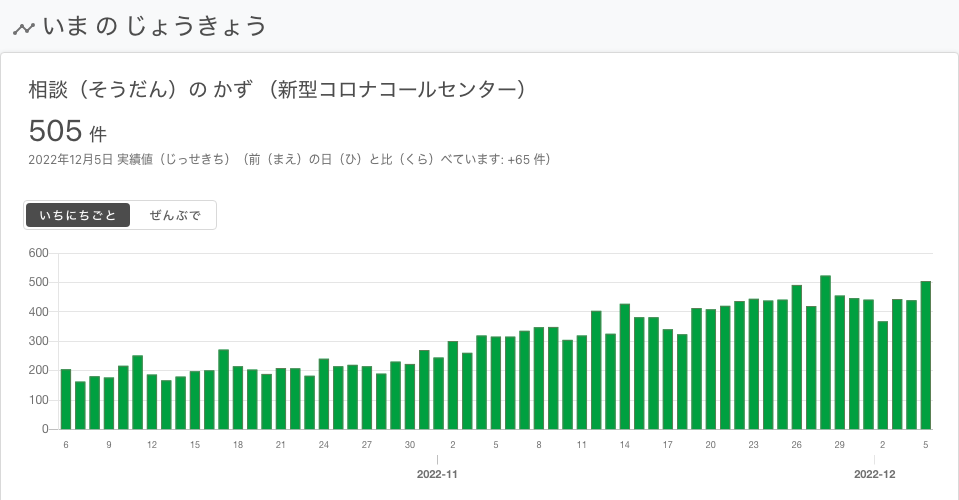 いま の じょうきょう
相談（そうだん）の かず （新型コロナコールセンター）
505 件
2022年12月5日 実績値（じっせきち）（前（まえ）の日（ひ）と比（くら）べています: +65 件）
いちにちごと ぜんぶで
600
500
400
300
200
100
0
6 9 12 15 18 21 24 27 30 2 5 8 11 14 17 20 23 26 29 2 5
2022-11 2022-12